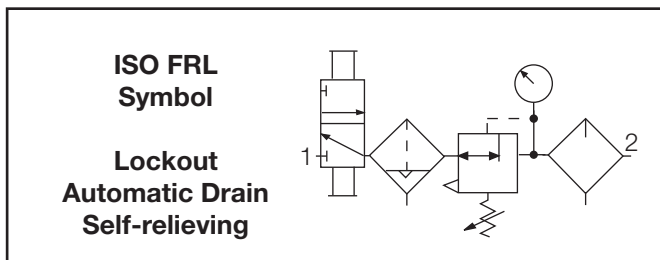 ISO FRL
Symbol
Lockout
Automatic Drain
Self-relieving
1
2